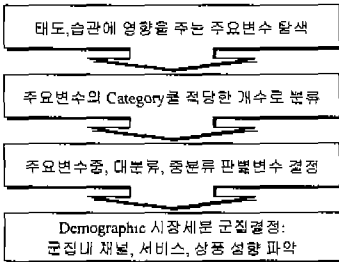 태도,습관에 영향을 주는 주요변수 탐색
주요변수의 Category를 적당한 개수로 분류
주요변수중, 대분류, 중분류 판별변수 결정
Demographic 시장세분 군집결정:
군집내 채널, 서비스, 상품 성향 파악